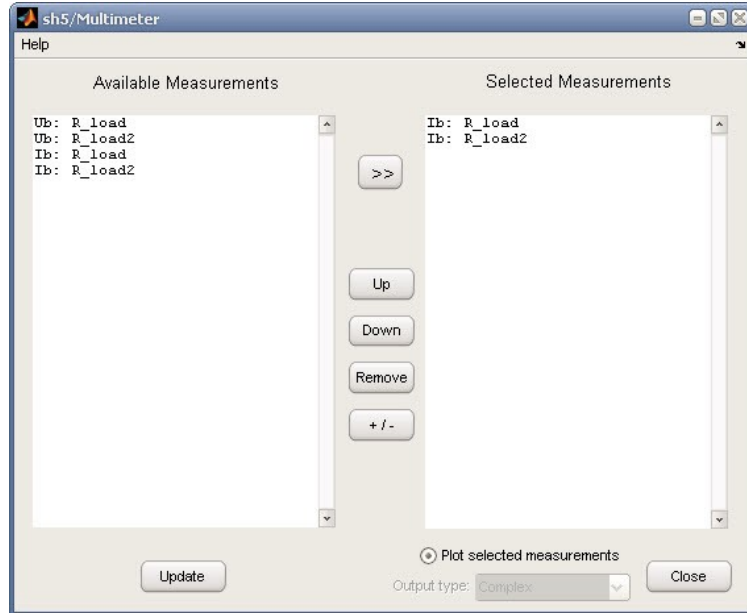 sh5/Multimeter
Help
Available Measurements
Selected Measurements
Ub: R_load
Ub: R_load2
Ib: R_load
Ib: R_load2
Ib: R_load
Ib: R_load2
>>
Up
Down
Remove
+ / -
Update
Plot selected measurements
Output type: Complex
Close